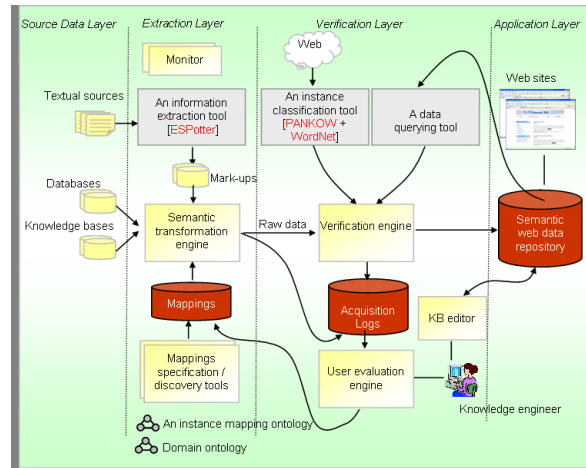 Source Data Layer
Extraction Layer
Verification Layer
Application Layer
Monitor
Web
Web sites
Textual sources
An information
extraction tool
[ESPotter]
An instance
classification tool
[PANKOW +
WordNet]
A data
querying tool
Mark-ups
Databases
Knowledge bases
Semantic
transformation
engine
Raw data
Verification engine
Semantic
web data
repository
Mappings
Acquisition
Logs
KB editor
Mappings
specification /
discovery tools
User evaluation
engine
Knowledge engineer
An instance mapping ontology
Domain ontology